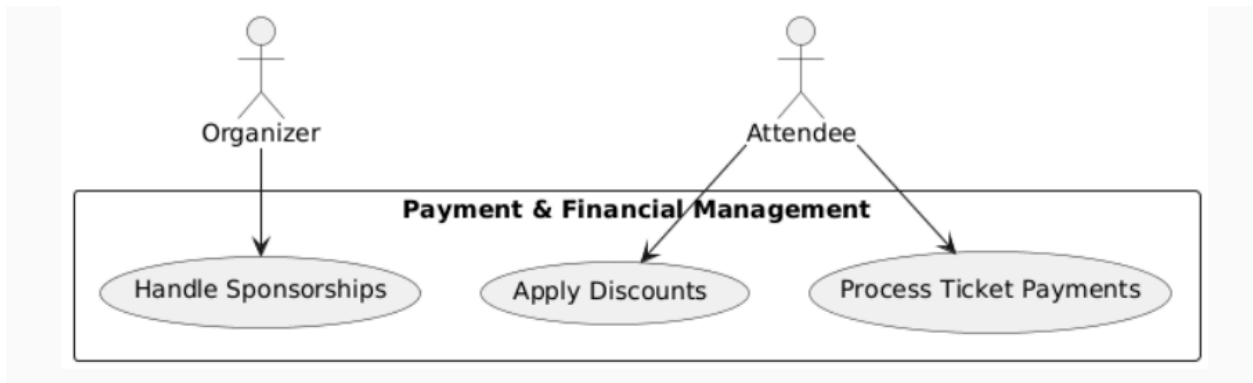 Organizer
Attendee
Payment & Financial Management
Handle Sponsorships
Apply Discounts
Process Ticket Payments